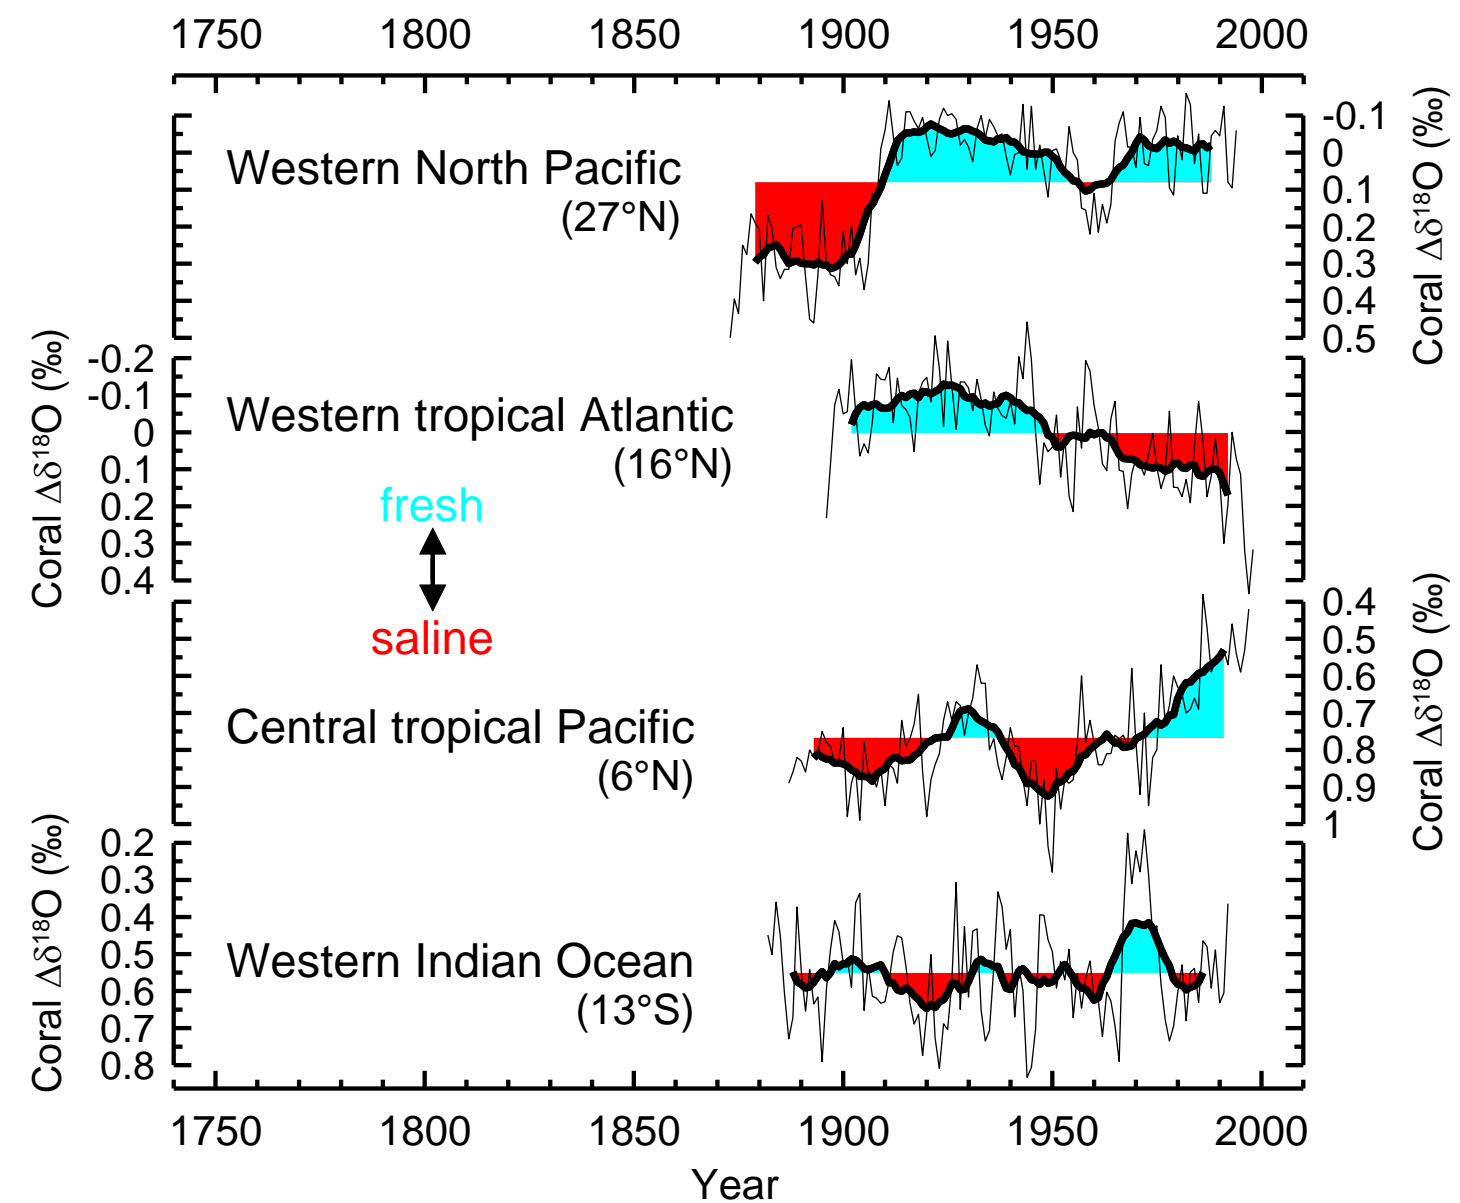 1750 1800 1850 1900 1950 2000
Western North Pacific
(27°N)
-0.1
0
0.1
0.2
0.3
0.4
0.5
Coral Δδ¹⁸O (‰)
Coral Δδ¹⁸O (‰)
-0.2
-0.1
0
0.1
0.2
0.3
0.4
Western tropical Atlantic
(16°N)
fresh
saline
Central tropical Pacific
(6°N)
0.4
0.5
0.6
0.7
0.8
0.9
1
Coral Δδ¹⁸O (‰)
Coral Δδ¹⁸O (‰)
0.2
0.3
0.4
0.5
0.6
0.7
0.8
Western Indian Ocean
(13°S)
1750 1800 1850 1900 1950 2000
Year